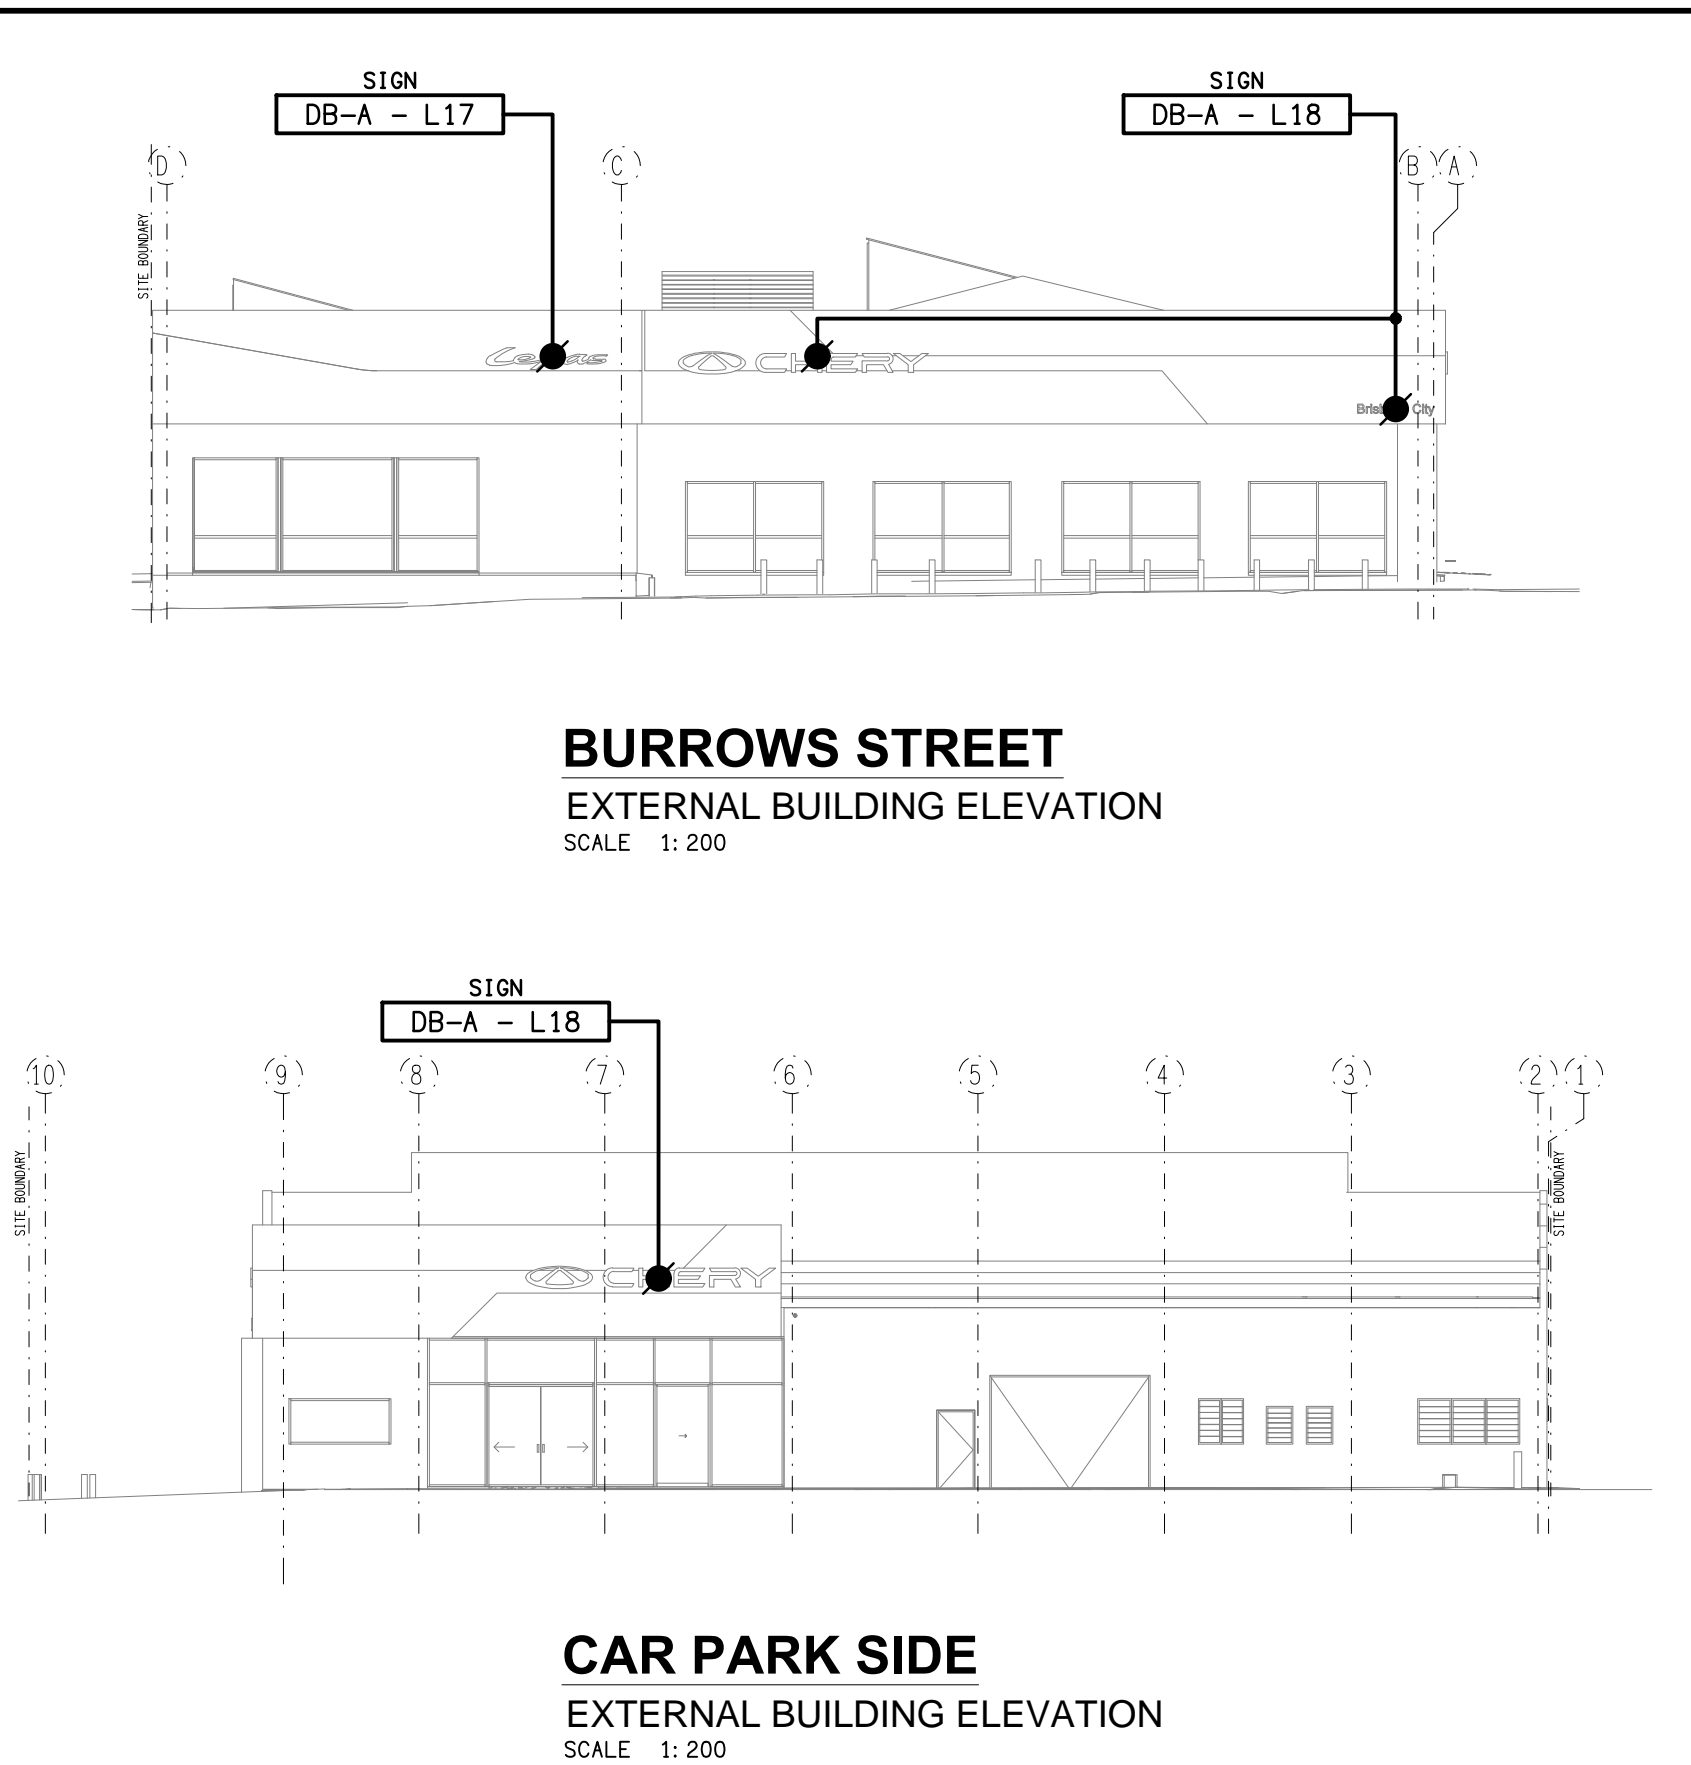 SIGN
DB-A - L17
SIGN
DB-A - L18
D
C
B
A
SITE BOUNDARY
CHERY
City
BURROWS STREET
EXTERNAL BUILDING ELEVATION
SCALE 1:200
SIGN
DB-A - L18
10
9
8
7
6
5
4
3
2
1
SITE BOUNDARY
SITE BOUNDARY
CHERY
CAR PARK SIDE
EXTERNAL BUILDING ELEVATION
SCALE 1:200